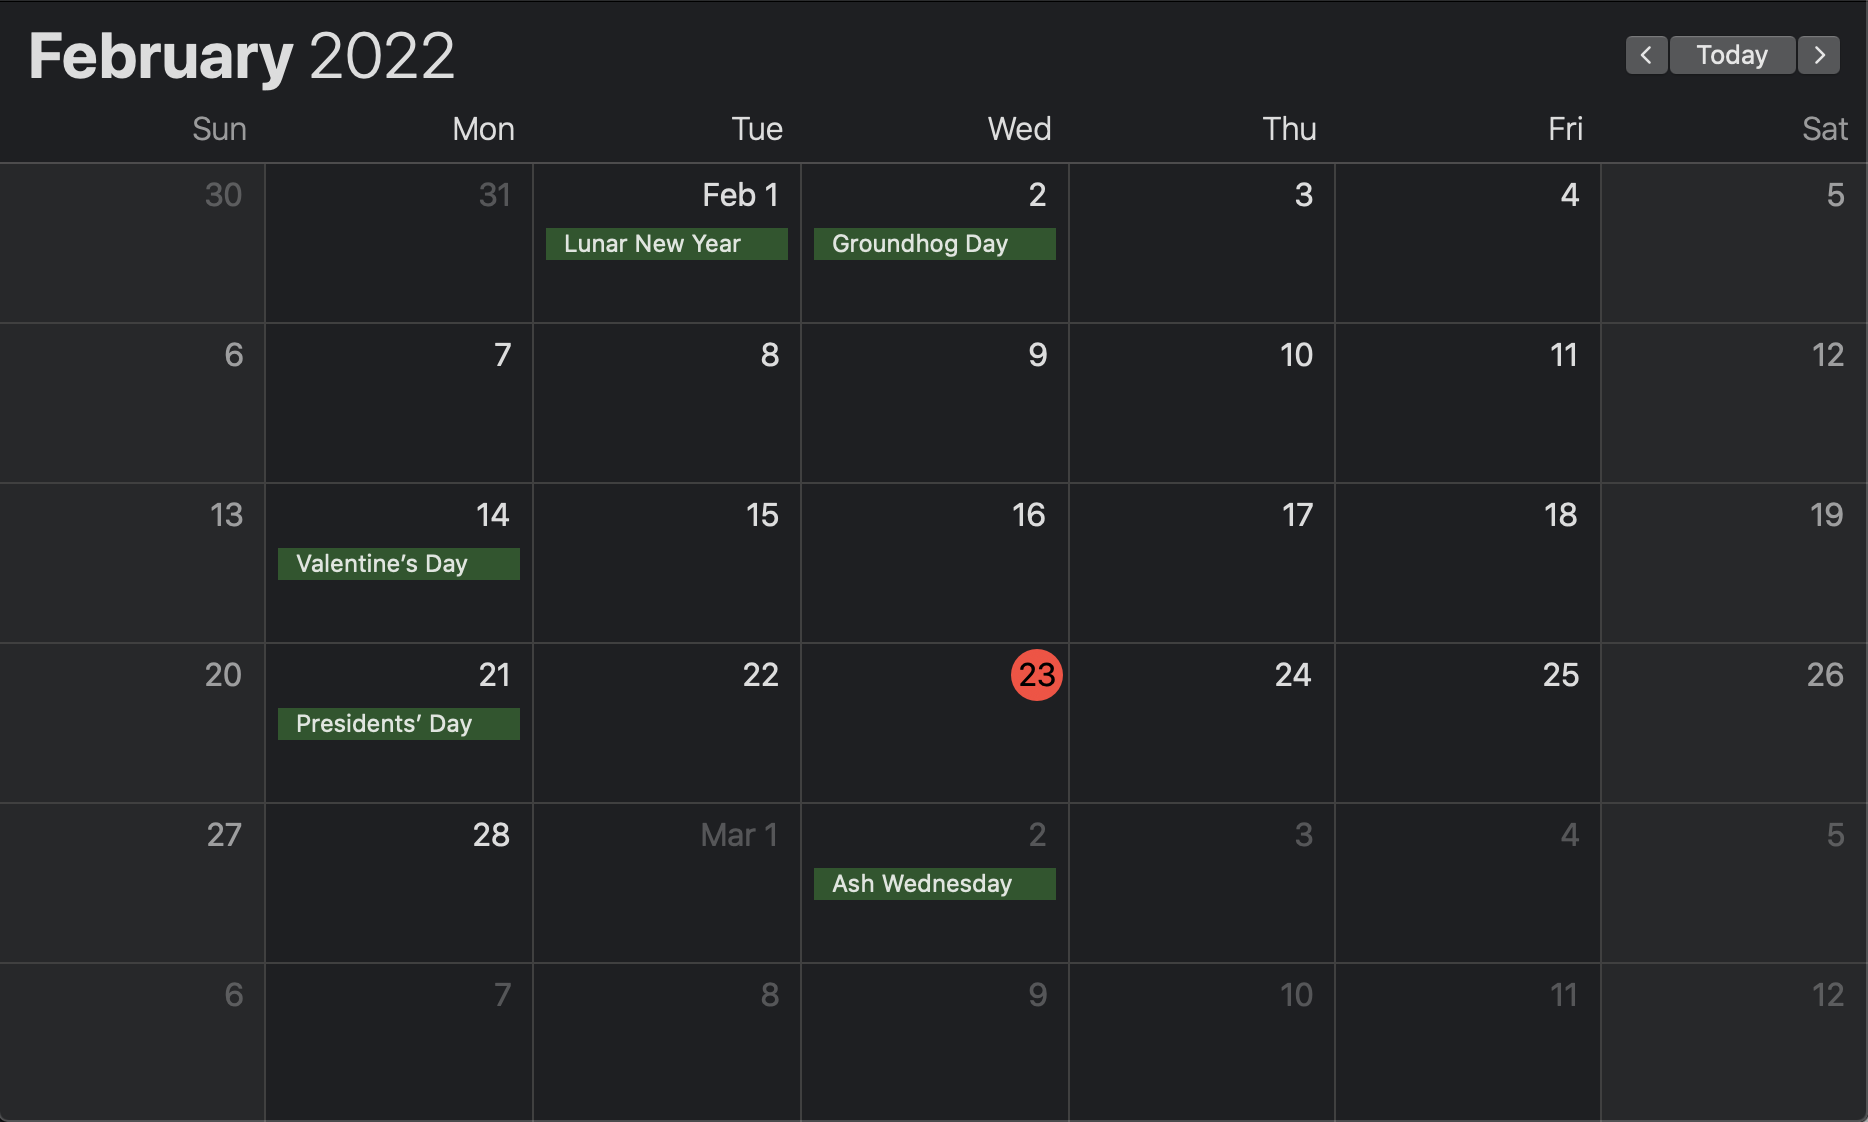 February 2022
< Today >
Sun Mon Tue Wed Thu Fri Sat
30 31 Feb 1 2 3 4 5
Lunar New Year Groundhog Day
6 7 8 9 10 11 12
13 14 15 16 17 18 19
Valentine’s Day
20 21 22 23 24 25 26
Presidents’ Day
27 28 Mar 1 2 3 4 5
Ash Wednesday
6 7 8 9 10 11 12